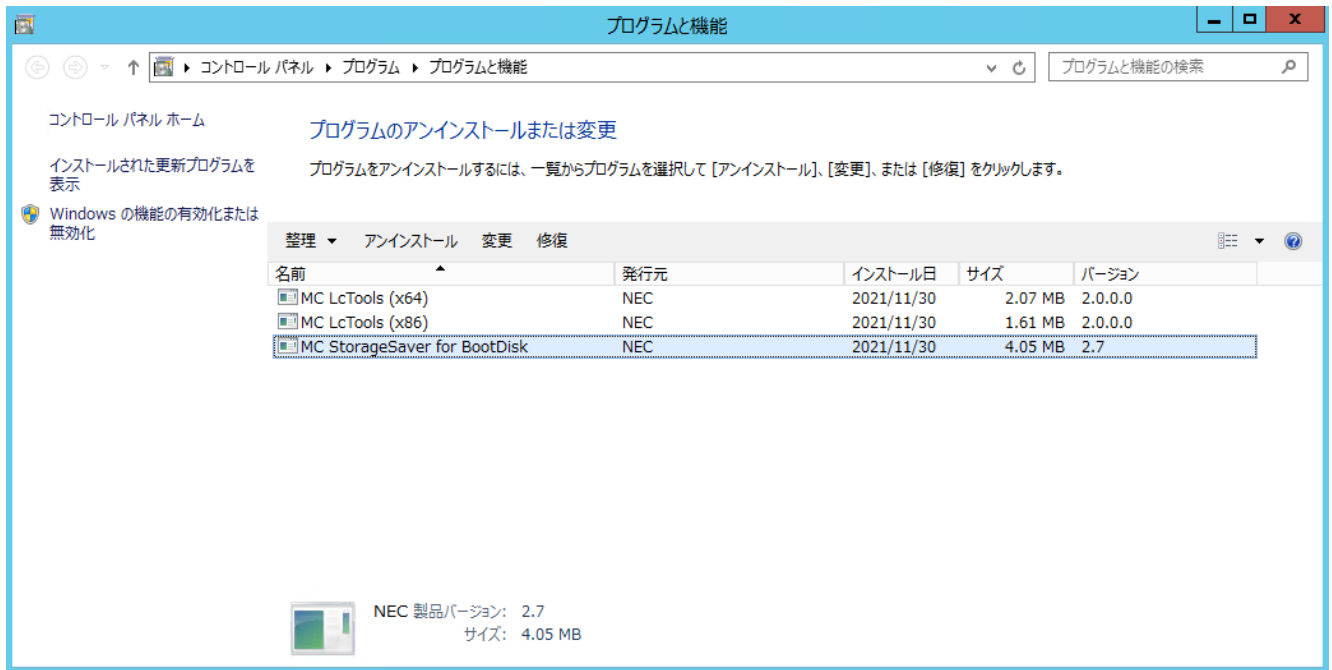 プログラムと機能
コントロール パネル ▸ プログラム ▸ プログラムと機能
プログラムと機能の検索
コントロール パネル ホーム
インストールされた更新プログラムを
表示
Windows の機能の有効化または
無効化
プログラムのアンインストールまたは変更
プログラムをアンインストールするには、一覧からプログラムを選択して [アンインストール]、[変更]、または [修復] をクリックします。
整理 アンインストール 変更 修復
名前 発行元 インストール日 サイズ バージョン
MC LcTools (x64) NEC 2021/11/30 2.07 MB 2.0.0.0
MC LcTools (x86) NEC 2021/11/30 1.61 MB 2.0.0.0
MC StorageSaver for BootDisk NEC 2021/11/30 4.05 MB 2.7
NEC 製品バージョン: 2.7
サイズ: 4.05 MB